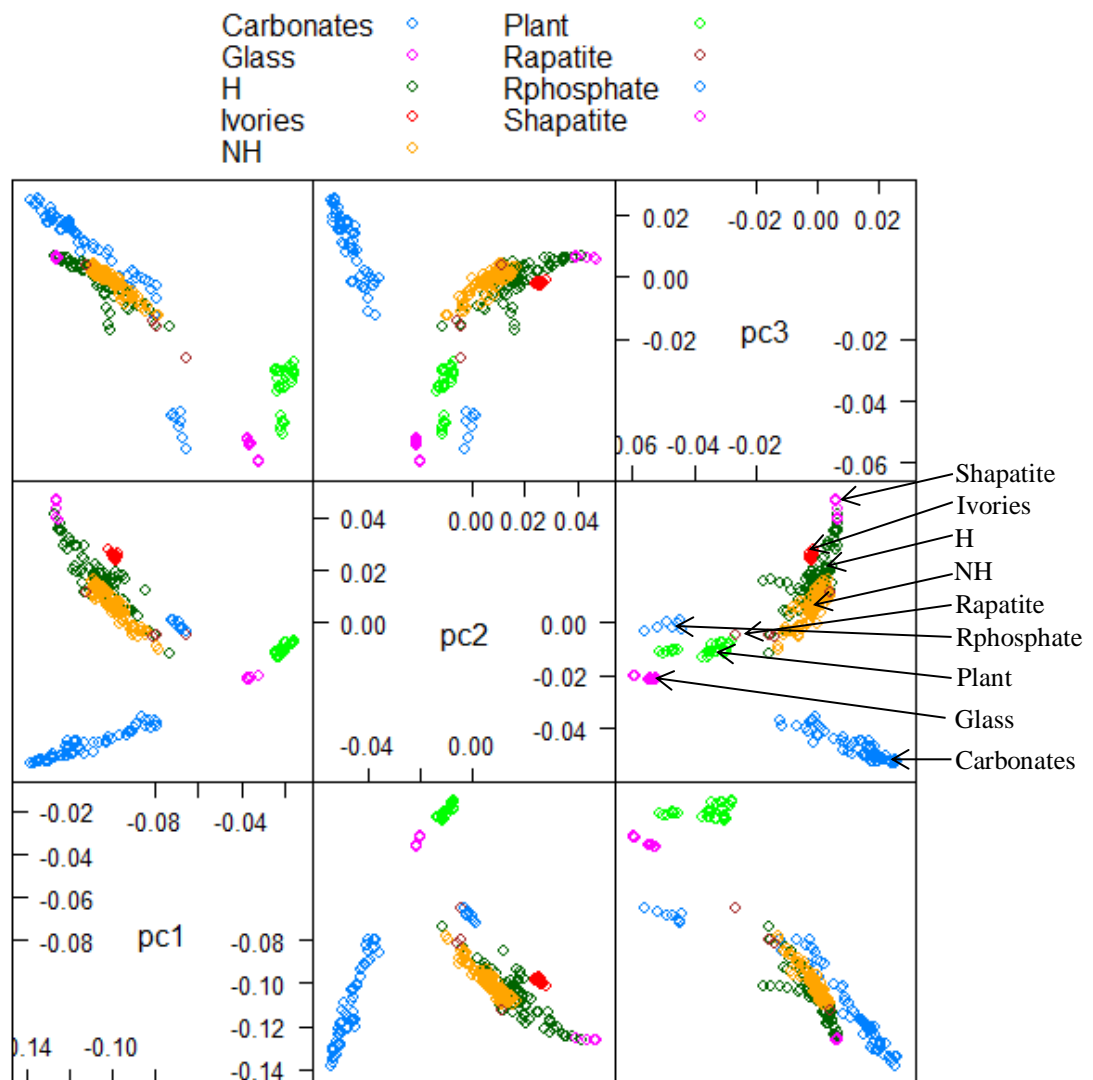 Carbonates Plant
Glass Rapatite
H Rphosphate
Ivories Shapatite
NH
0.02 -0.02 0.00 0.02
0.00
-0.02 pc3 -0.02
-0.04
0.06 -0.04 -0.02
-0.06
Shapatite
Ivories
0.04 0.00 0.02 0.04
H
0.02 NH
Rapatite
0.00 pc2 0.00
Rphosphate
-0.02 Plant
Glass
-0.04 0.00 -0.04
Carbonates
-0.02 -0.08 -0.04
-0.04
-0.06
-0.08 pc1 -0.08
-0.10
-0.12
0.14 -0.10
-0.14